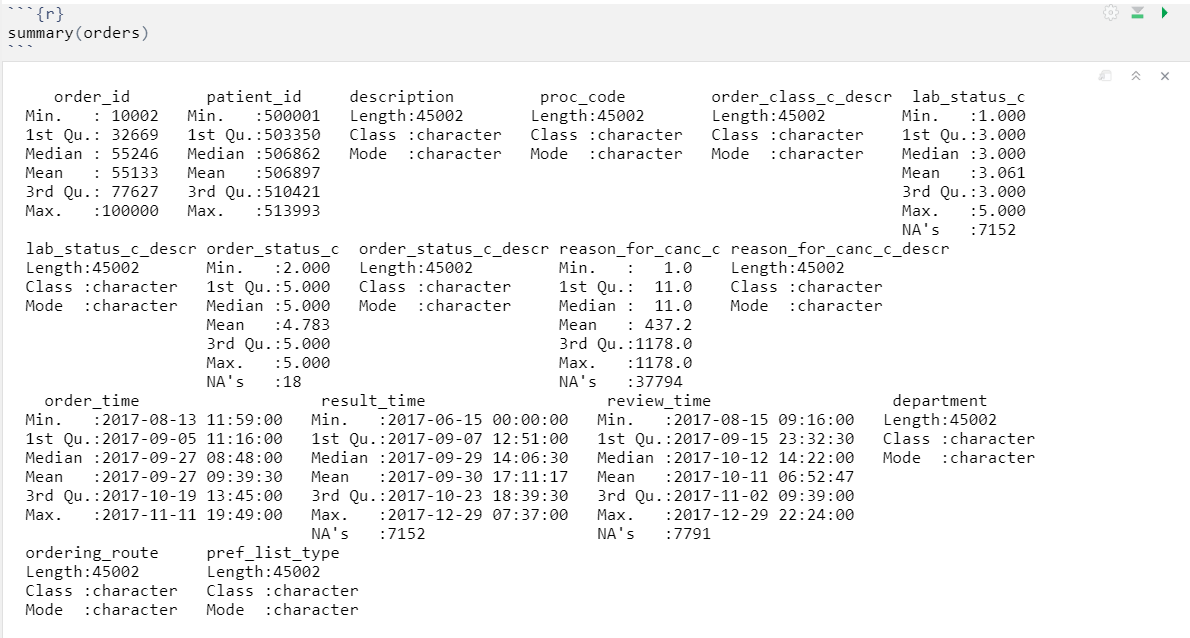 ```{r}
summary(orders)
```
order_id patient_id description proc_code order_class_c_descr lab_status_c
Min. : 10002 Min. :500001 Length:45002 Length:45002 Length:45002 Min. :1.000
1st Qu.: 32669 1st Qu.:503350 Class :character Class :character Class :character 1st Qu.:3.000
Median : 55246 Median :506862 Mode :character Mode :character Mode :character Median :3.000
Mean : 55133 Mean :506897 Mean :3.061
3rd Qu.: 77627 3rd Qu.:510421 3rd Qu.:3.000
Max. :100000 Max. :513993 Max. :5.000
NA's :7152
lab_status_c_descr order_status_c order_status_c_descr reason_for_canc_c reason_for_canc_c_descr
Length:45002 Min. :2.000 Length:45002 Min. : 1.0 Length:45002
Class :character 1st Qu.:5.000 Class :character 1st Qu.: 11.0 Class :character
Mode :character Median :5.000 Mode :character Median : 11.0 Mode :character
Mean :4.783 Mean : 437.2
3rd Qu.:5.000 3rd Qu.:1178.0
Max. :5.000 Max. :1178.0
NA's :18 NA's :37794
order_time result_time review_time department
Min. :2017-08-13 11:59:00 Min. :2017-06-15 00:00:00 Min. :2017-08-15 09:16:00 Length:45002
1st Qu.:2017-09-05 11:16:00 1st Qu.:2017-09-07 12:51:00 1st Qu.:2017-09-15 23:32:30 Class :character
Median :2017-09-27 08:48:00 Median :2017-09-29 14:06:30 Median :2017-10-12 14:22:00 Mode :character
Mean :2017-09-27 09:39:30 Mean :2017-09-30 17:11:17 Mean :2017-10-11 06:52:47
3rd Qu.:2017-10-19 13:45:00 3rd Qu.:2017-10-23 18:39:30 3rd Qu.:2017-11-02 09:39:00
Max. :2017-11-11 19:49:00 Max. :2017-12-29 07:37:00 Max. :2017-12-29 22:24:00
NA's :7152 NA's :7791
ordering_route pref_list_type
Length:45002 Length:45002
Class :character Class :character
Mode :character Mode :character